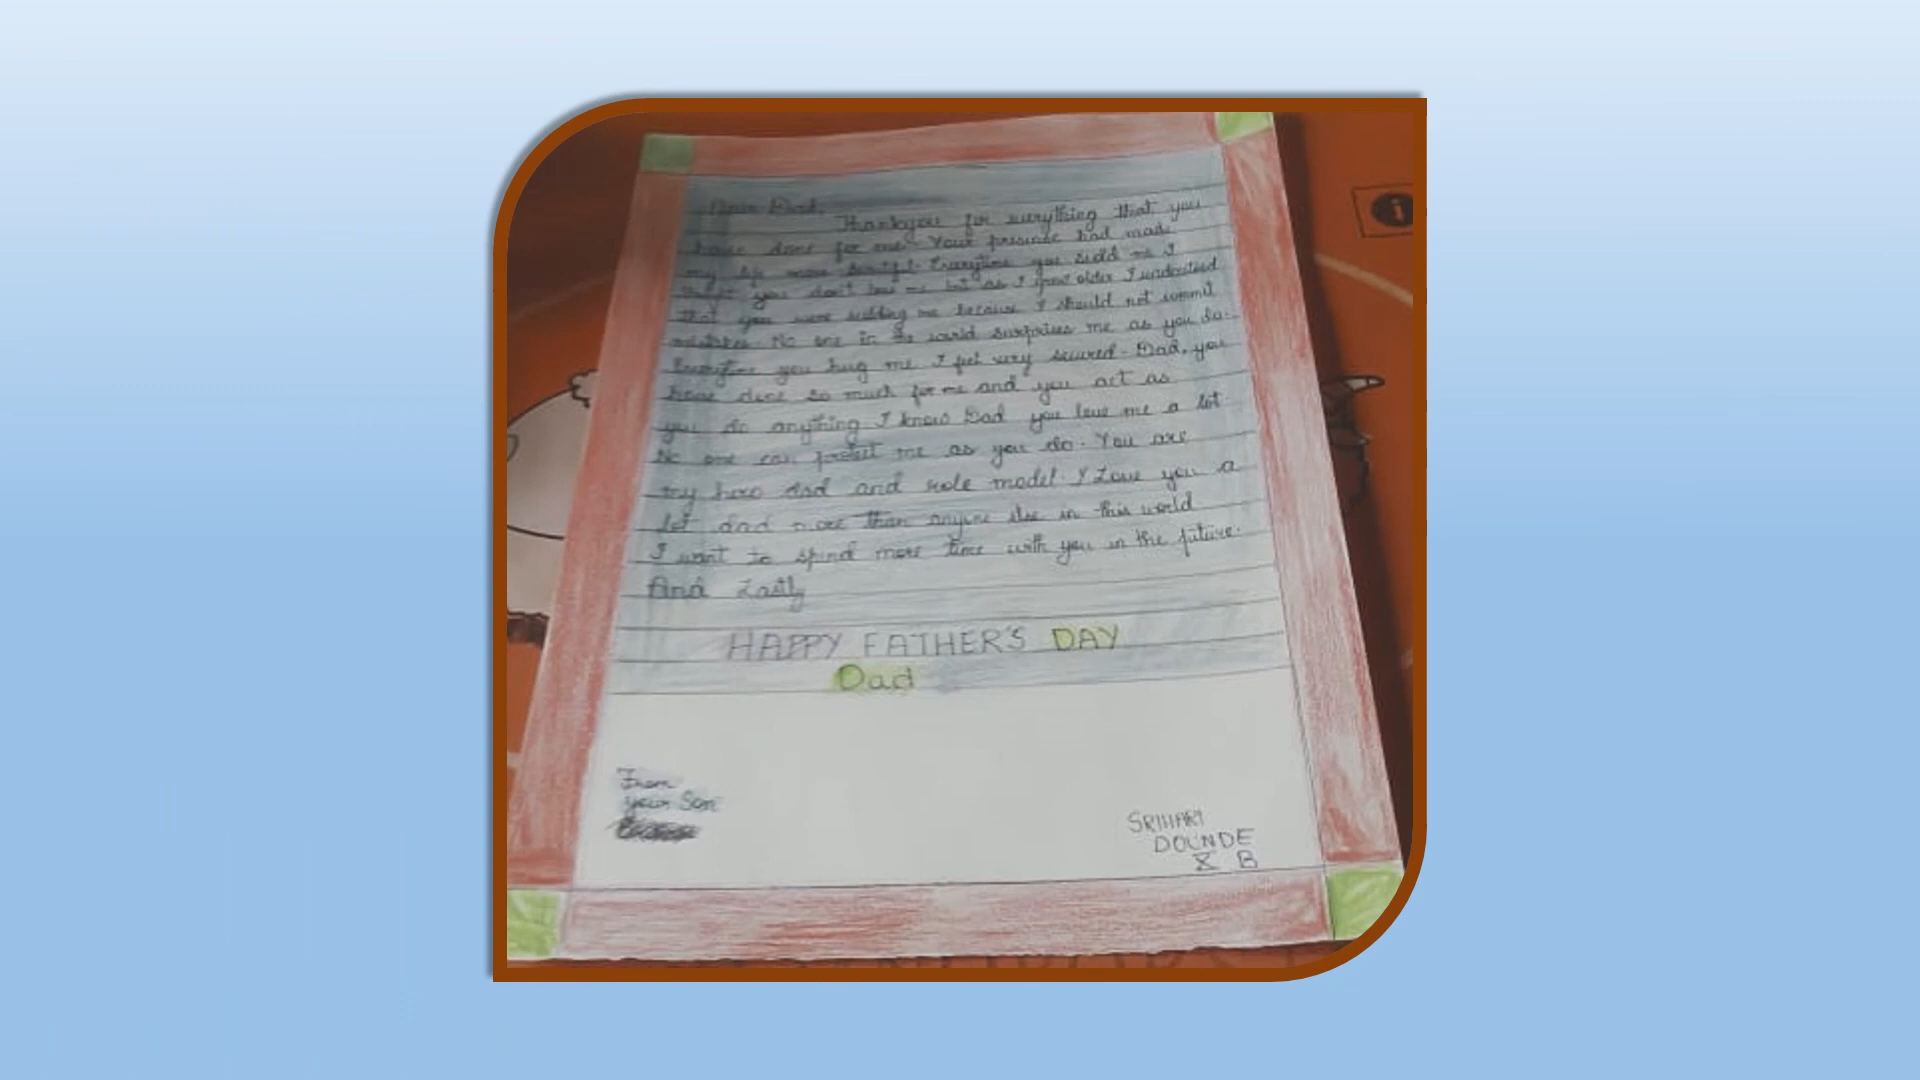 Dear Dad,
Thankyou for everything that you
have done for me. Your presence had made
my life more beautiful. Everytime you scold me I
you don't love me but as I grew older I understood
that you were scolding me because I should not commit
mistakes. No one in the world surprises me as you do.
Everytime you hug me I feel very secured. Dad, you
have done so much for me and you act as
you do anything I know Dad you love me a lot.
No one can protect me as you do. You are
my hero dad and role model. I Love you a
lot dad more than anyone else in this world
I want to spend more time with you in the future.
And Lastly
HAPPY FATHER'S DAY
Dad
From
your Son
SRIHARI
DOUNDE
X B